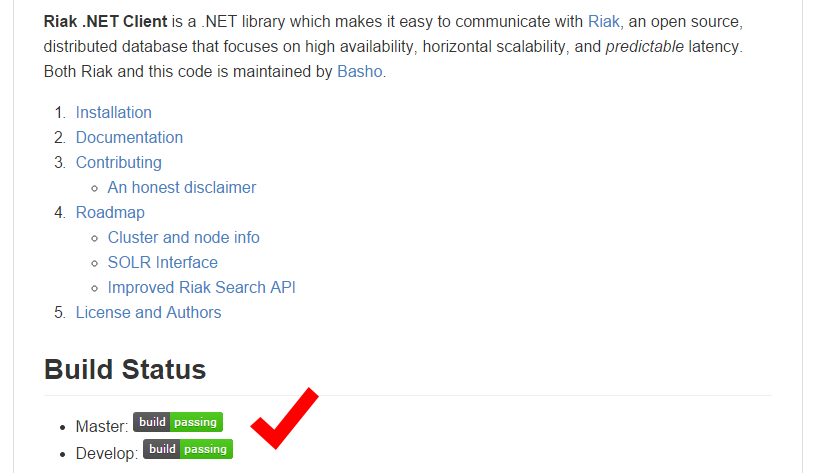 Riak .NET Client is a .NET library which makes it easy to communicate with Riak, an open source,
distributed database that focuses on high availability, horizontal scalability, and predictable latency.
Both Riak and this code is maintained by Basho.
1. Installation
2. Documentation
3. Contributing
An honest disclaimer
4. Roadmap
Cluster and node info
SOLR Interface
Improved Riak Search API
5. License and Authors
Build Status
Master: build passing
Develop: build passing